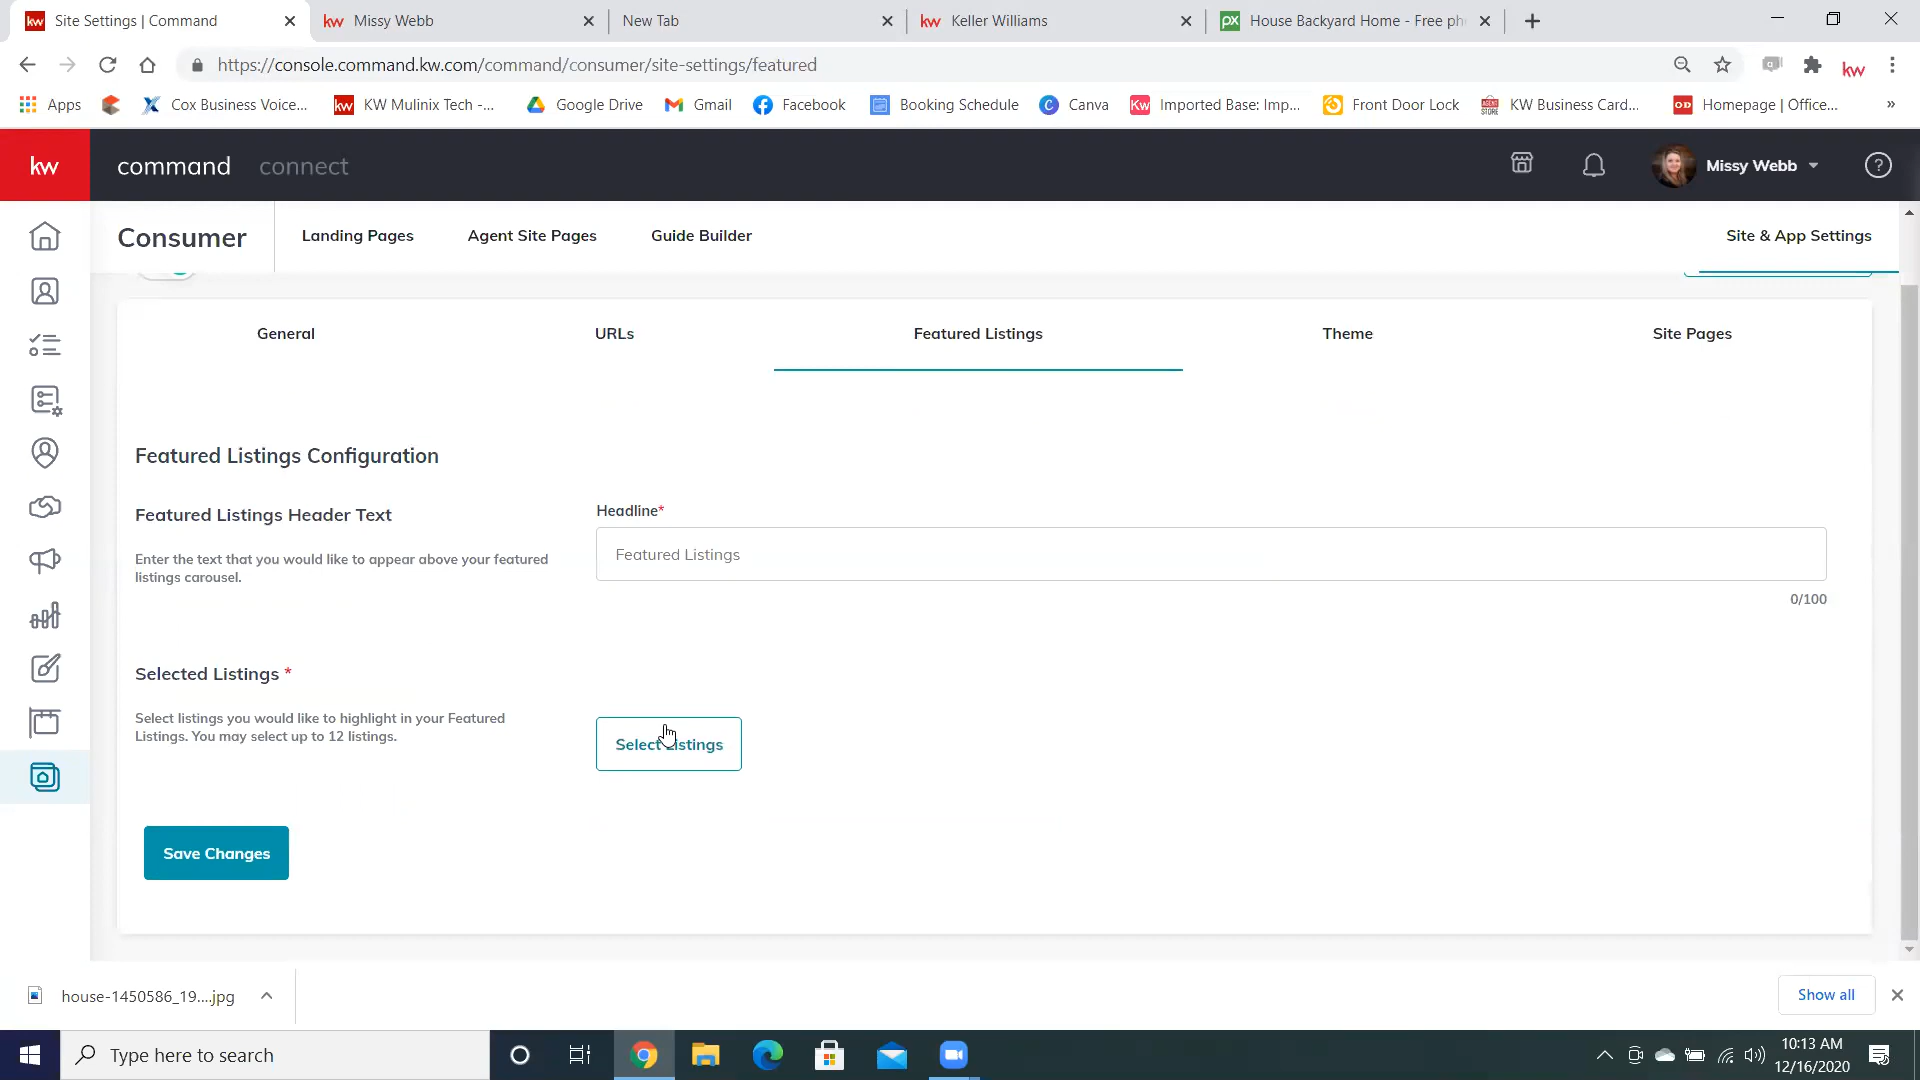 Site Settings | Command
kw Missy Webb
New Tab
kw Keller Williams
px House Backyard Home - Free ph
https://console.command.kw.com/command/consumer/site-settings/featured
kw
Apps
Cox Business Voice...
kw KW Mulinix Tech -...
Google Drive
Gmail
Facebook
Booking Schedule
Canva
Kw Imported Base: Imp...
Front Door Lock
KW Business Card...
OD Homepage | Office...
»
kw command connect
Missy Webb
Consumer
Landing Pages
Agent Site Pages
Guide Builder
Site & App Settings
General
URLs
Featured Listings
Theme
Site Pages
Featured Listings Configuration
Featured Listings Header Text
Enter the text that you would like to appear above your featured
listings carousel.
Headline*
Featured Listings
0/100
Selected Listings *
Select listings you would like to highlight in your Featured
Listings. You may select up to 12 listings.
Select Listings
Save Changes
house-1450586_19....jpg
Show all
Type here to search
10:13 AM
12/16/2020